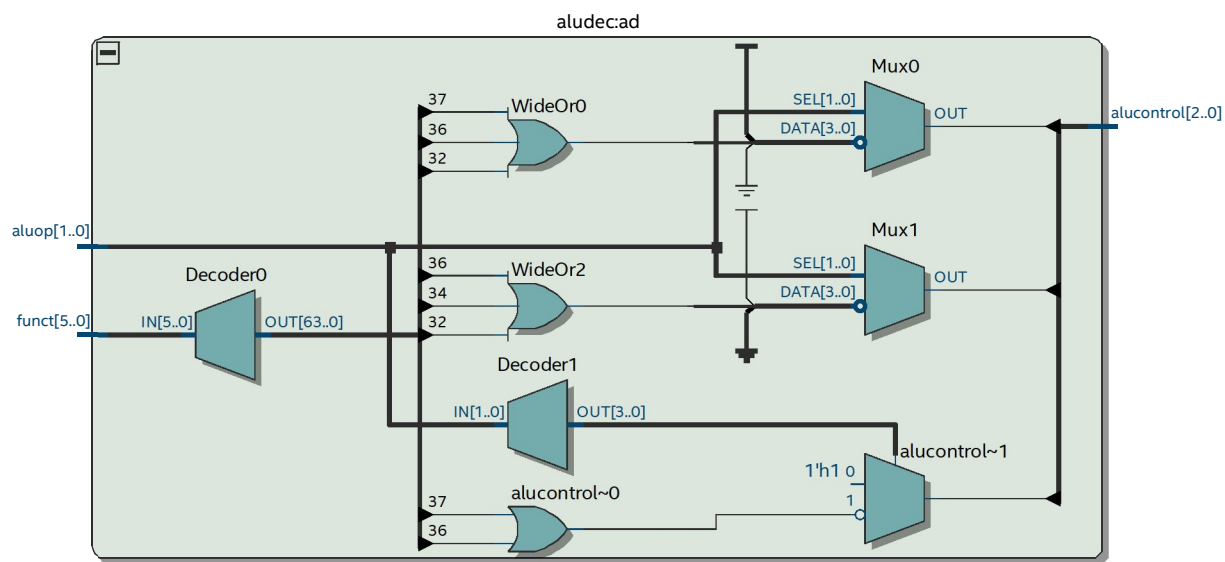 aludec:ad
Mux0
37
WideOr0
SEL[1..0]
alucontrol[2..0]
OUT
36
DATA[3..0]
32
aluop[1..0]
Mux1
36
WideOr2
SEL[1..0]
Decoder0
OUT
34
DATA[3..0]
funct[5..0]
IN[5..0]
OUT[63..0]
32
Decoder1
IN[1..0]
OUT[3..0]
alucontrol~1
1'h1 0
37
alucontrol~0
1
36